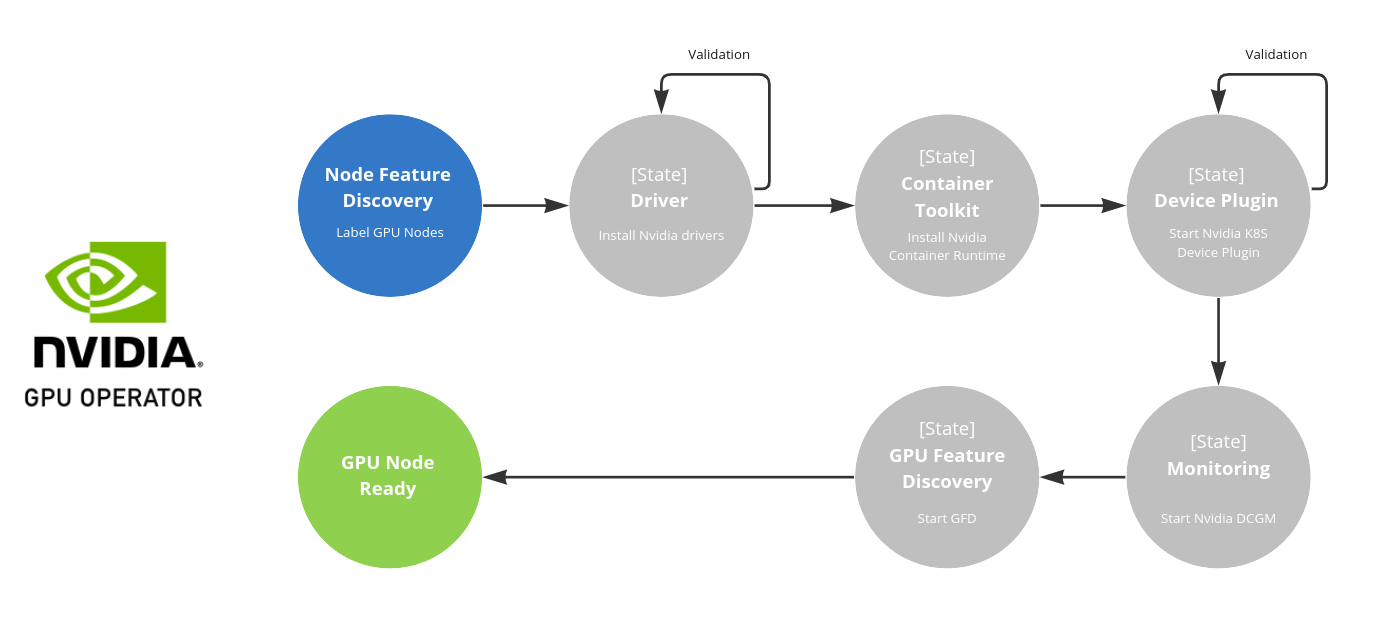 Validation
Validation
Node Feature
Discovery
Label GPU Nodes
[State]
Driver
Install Nvidia drivers
[State]
Container
Toolkit
Install Nvidia
Container Runtime
[State]
Device Plugin
Start Nvidia K8S
Device Plugin
NVIDIA®
GPU OPERATOR
GPU Node
Ready
[State]
GPU Feature
Discovery
Start GFD
[State]
Monitoring
Start Nvidia DCGM